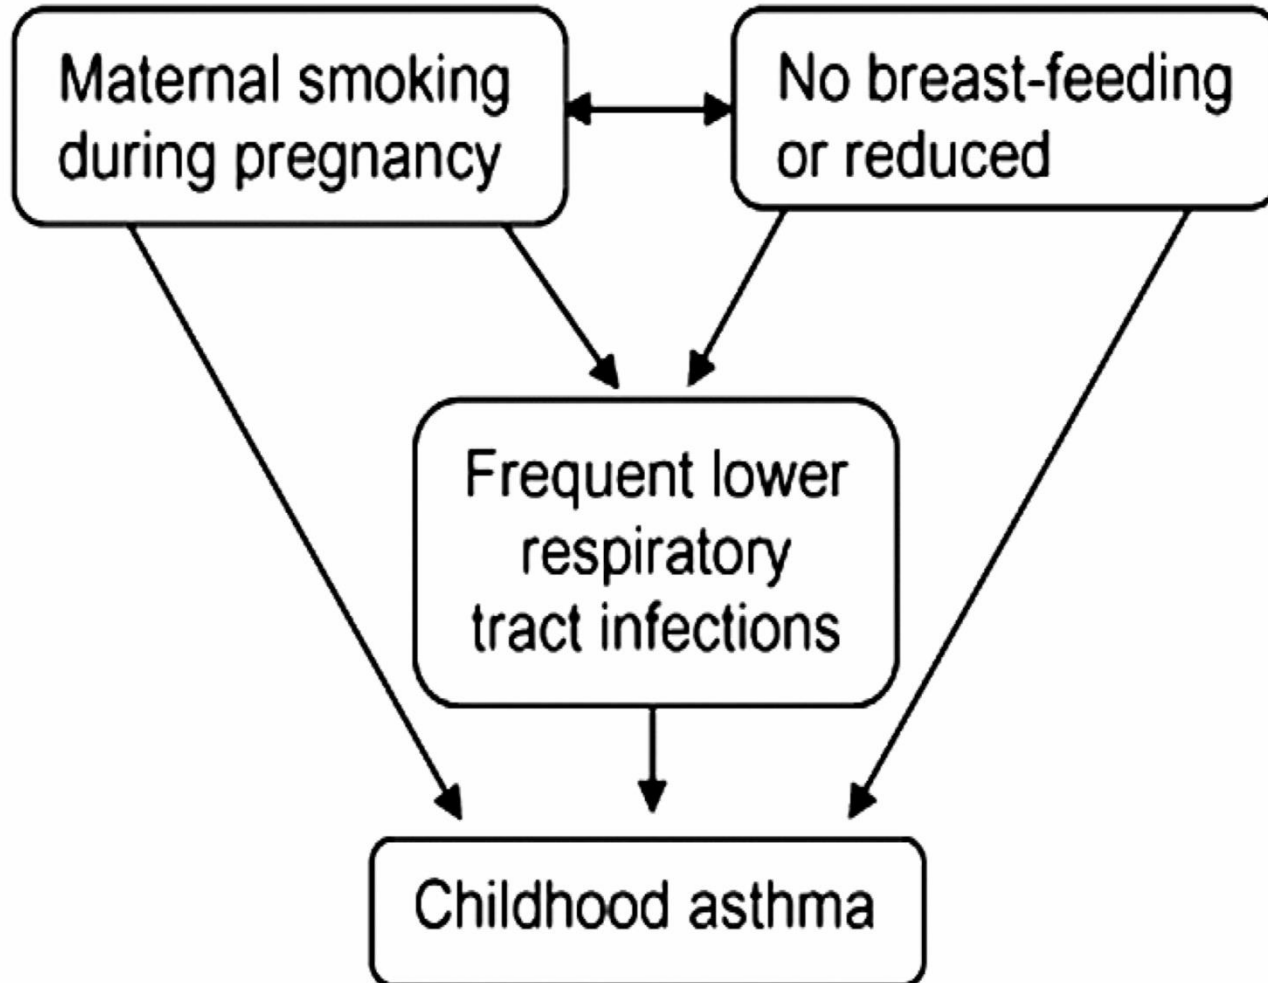 Maternal smoking
during pregnancy
No breast-feeding
or reduced
Frequent lower
respiratory
tract infections
Childhood asthma